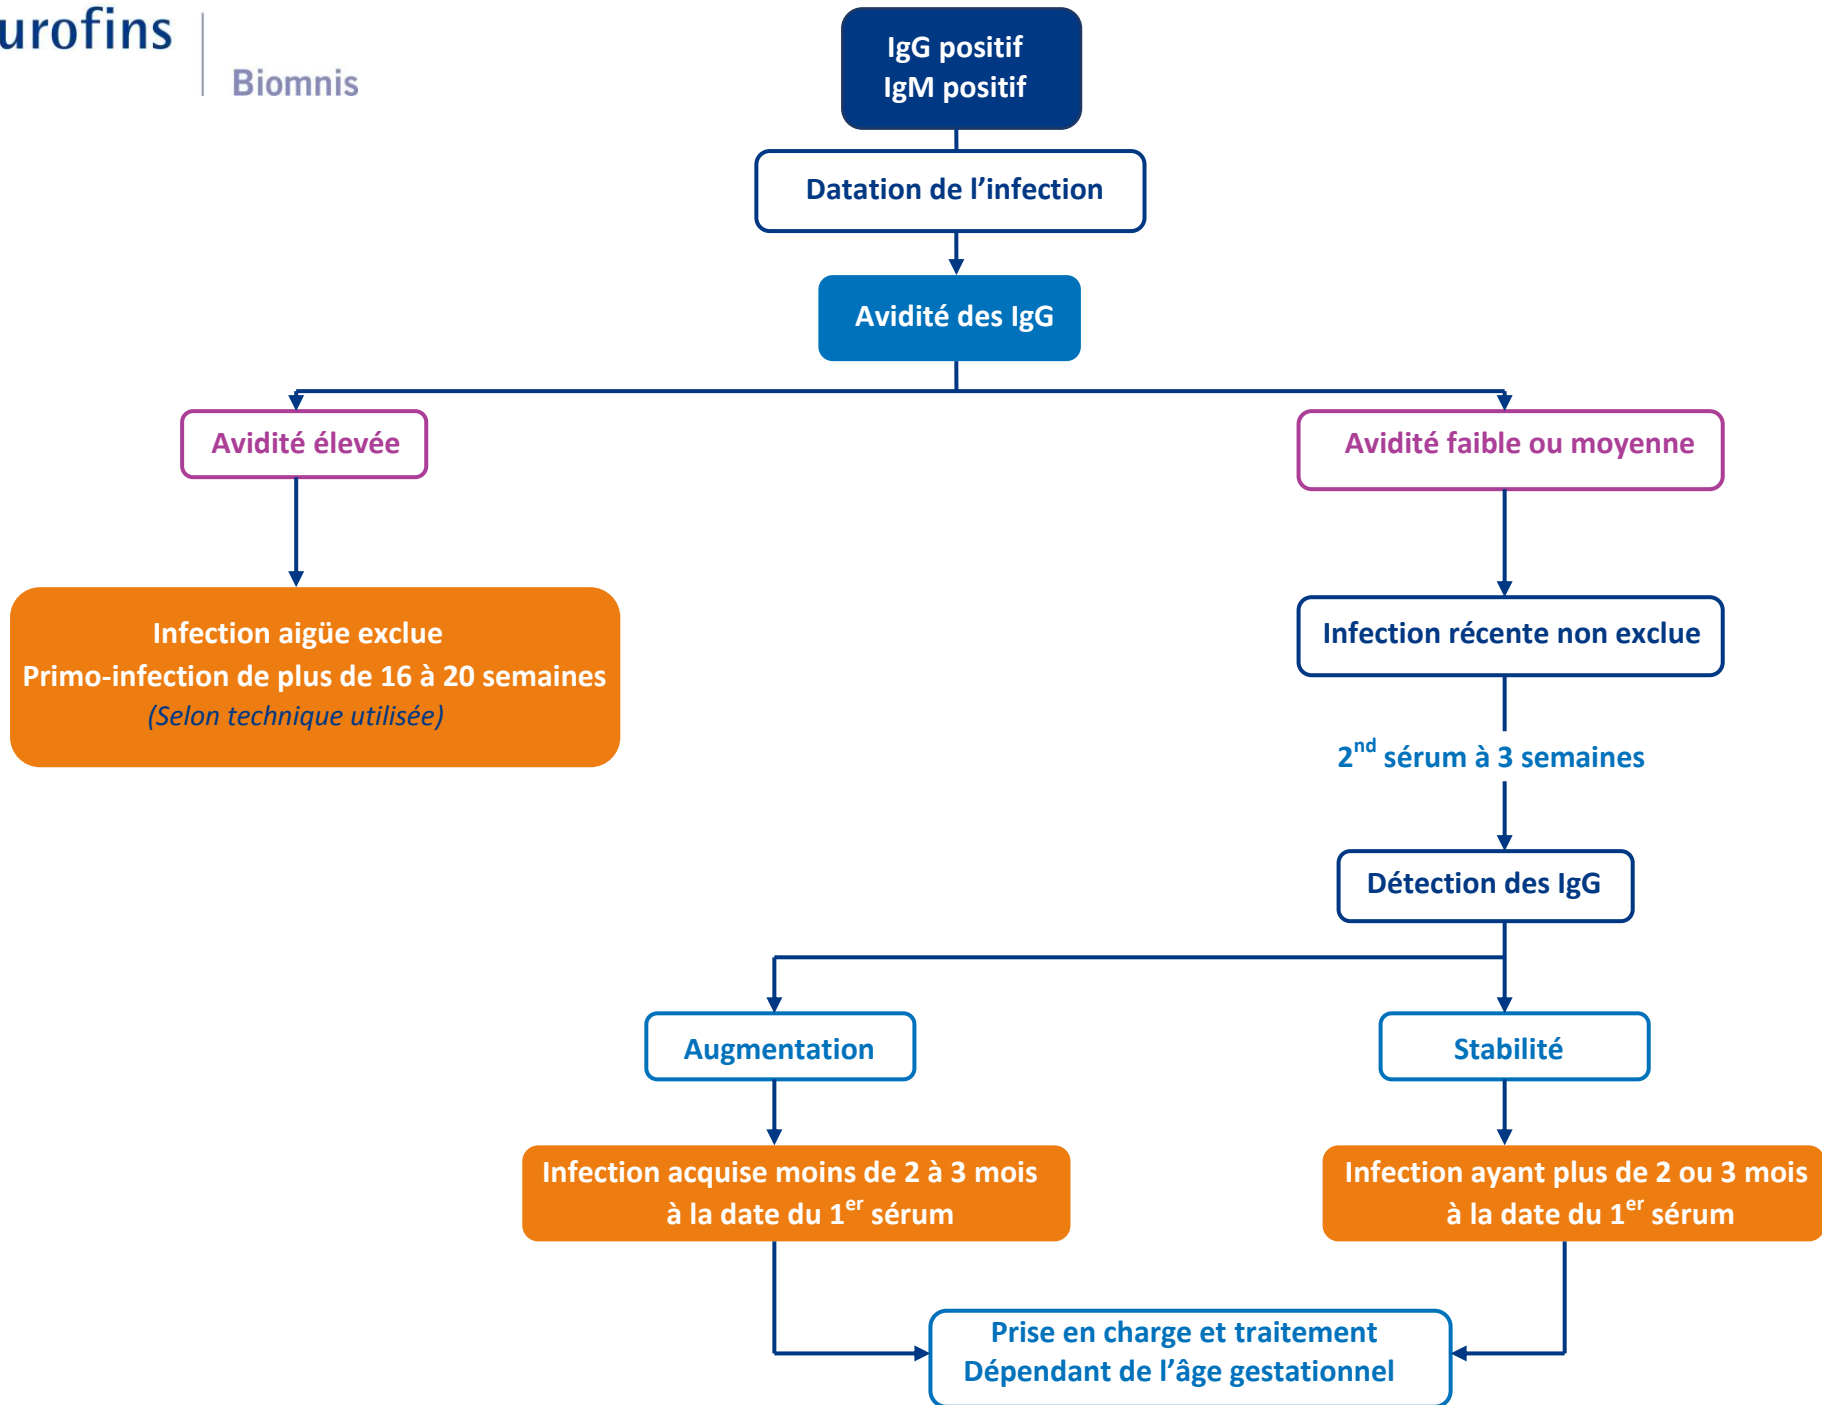 urofins
Biomnis
IgG positif
IgM positif
Datation de l’infection
Avidité des IgG
Avidité élevée
Avidité faible ou moyenne
Infection aigüe exclue
Primo-infection de plus de 16 à 20 semaines
(Selon technique utilisée)
Infection récente non exclue
2nd sérum à 3 semaines
Détection des IgG
Augmentation
Stabilité
Infection acquise moins de 2 à 3 mois
à la date du 1er sérum
Infection ayant plus de 2 ou 3 mois
à la date du 1er sérum
Prise en charge et traitement
Dépendant de l’âge gestationnel